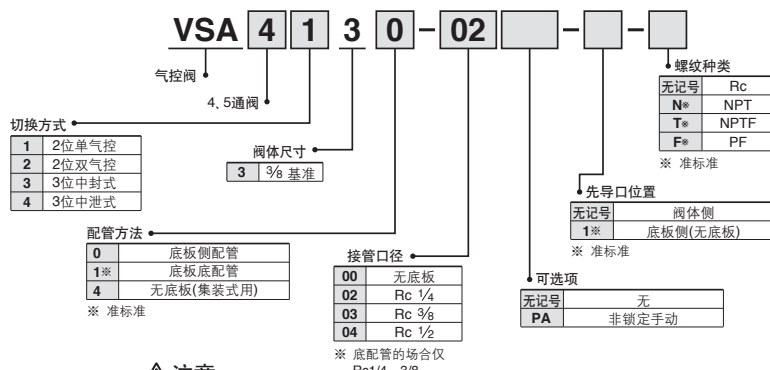 VSA 4 1 3 0 - 02 - -
气控阀
4、5通阀
切换方式
1 2位单气控
2 2位双气控
3 3位中封式
4 3位中泄式
阀体尺寸
3 3/8 基准
配管方法
0 底板侧配管
1※ 底板底配管
4 无底板(集装式用)
※ 准标准
接管口径
00 无底板
02 Rc 1/4
03 Rc 3/8
04 Rc 1/2
※ 底配管的场合仅
可选项
无记号 无
PA 非锁定手动
先导口位置
无记号 阀体侧
1※ 底板侧(无底板)
※ 准标准
螺纹种类
无记号 Rc
N※ NPT
T※ NPTF
F※ PF
※ 准标准